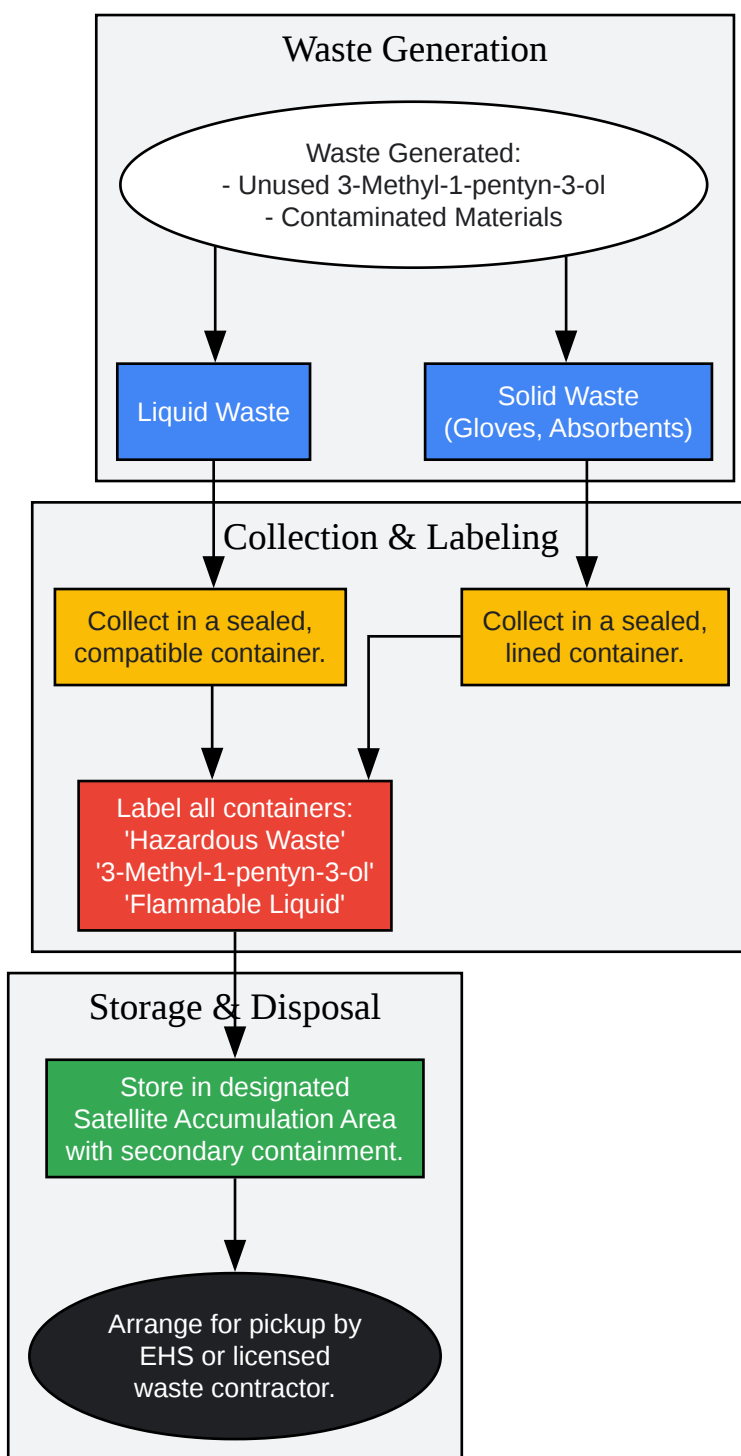 Waste Generation
Waste Generated:
- Unused 3-Methyl-1-pentyn-3-ol
- Contaminated Materials
Liquid Waste
Solid Waste
(Gloves, Absorbents)
Collection & Labeling
Collect in a sealed,
compatible container.
Collect in a sealed,
lined container.
Label all containers:
'Hazardous Waste'
'3-Methyl-1-pentyn-3-ol'
'Flammable Liquid'
Storage & Disposal
Store in designated
Satellite Accumulation Area
with secondary containment.
Arrange for pickup by
EHS or licensed
waste contractor.